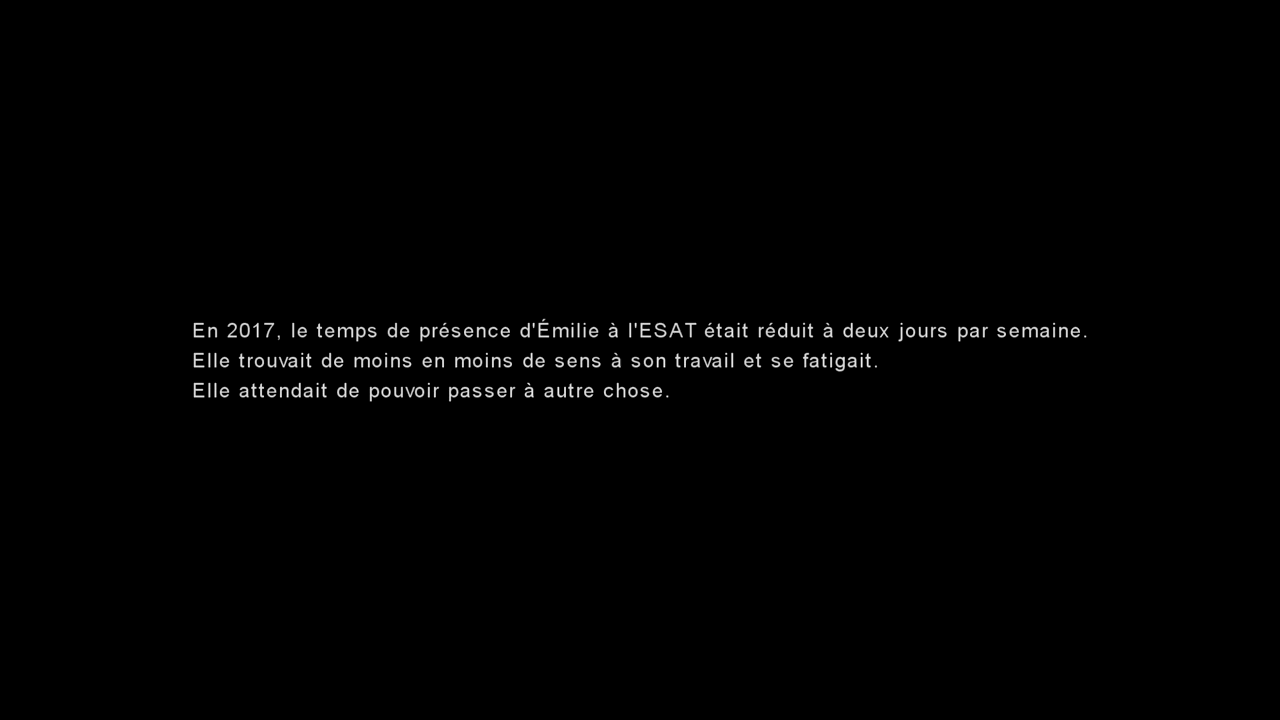 En 2017, le temps de présence d'Émilie à l'ESAT était réduit à deux jours par semaine.
Elle trouvait de moins en moins de sens à son travail et se fatigait.
Elle attendait de pouvoir passer à autre chose.